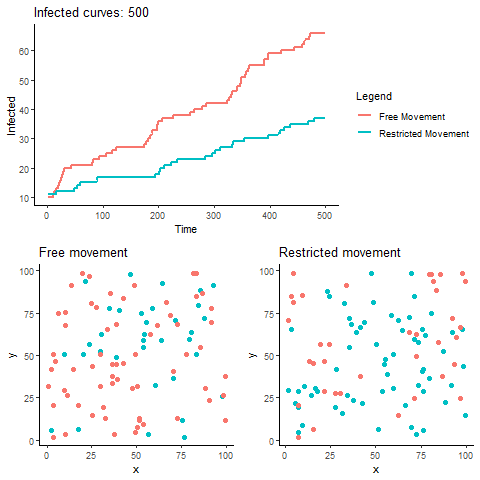 Infected curves: 500
Infected
60
50
40
30
20
10
0
100
200
300
400
500
Time
Legend
Free Movement
Restricted Movement
Free movement
y
100
75
50
25
0
0
25
50
75
100
x
Restricted movement
y
100
75
50
25
0
0
25
50
75
100
x